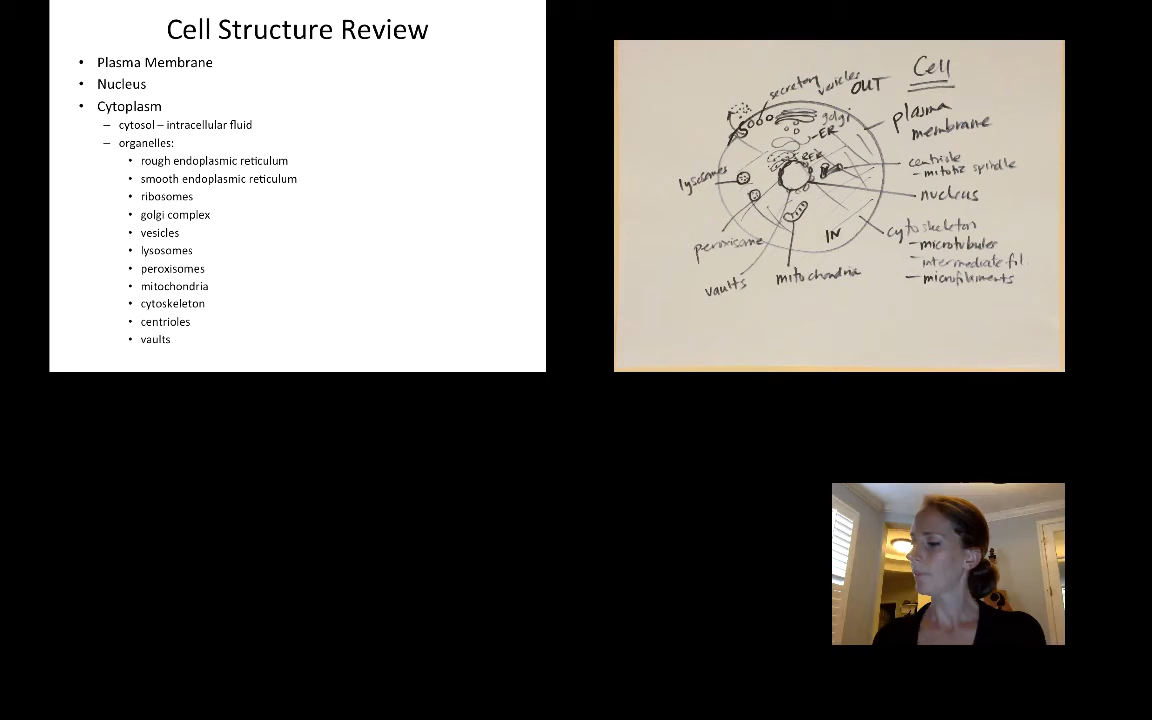 Cell Structure Review
• Plasma Membrane
• Nucleus
• Cytoplasm
– cytosol – intracellular fluid
– organelles:
• rough endoplasmic reticulum
• smooth endoplasmic reticulum
• ribosomes
• golgi complex
• vesicles
• lysosomes
• peroxisomes
• mitochondria
• cytoskeleton
• centrioles
• vaults
Cell
secretory vesicles
OUT
golgi
plasma
membrane
ER
RER
centriole
- mitotic spindle
lysosomes
nucleus
cytoskeleton
IN
- microtubules
peroxisome
- intermediate fil.
mitochondria
- microfilaments
vaults